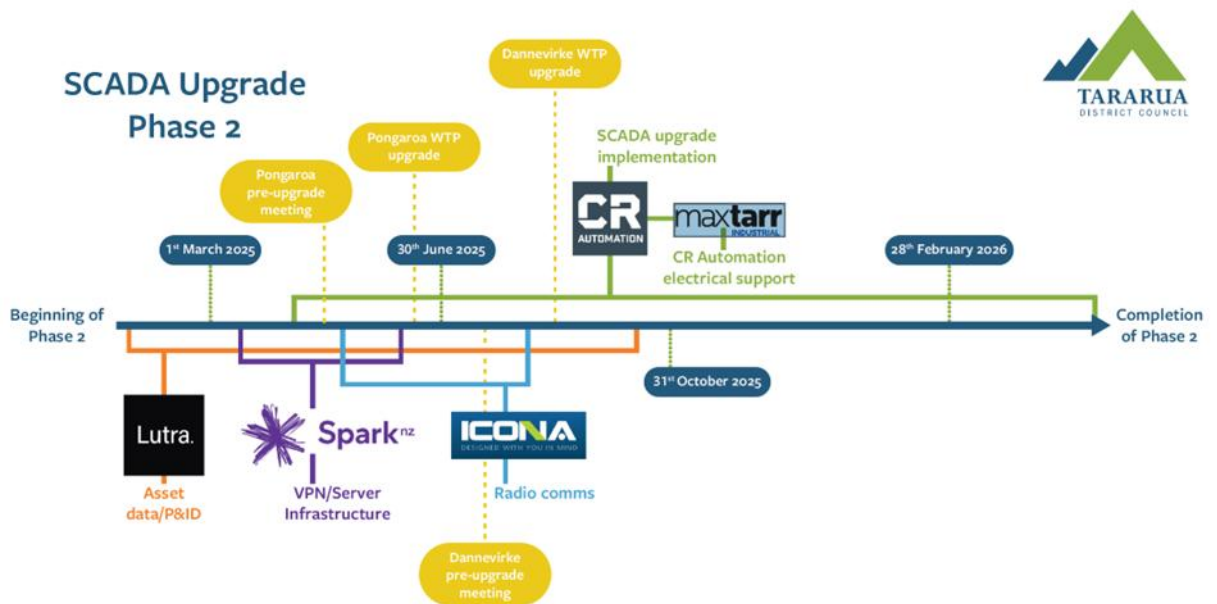 SCADA Upgrade
Phase 2
Dannevirke WTP
upgrade
TARARUA
DISTRICT COUNCIL
Pongaroa WTP
upgrade
SCADA upgrade
implementation
Pongaroa
pre-upgrade
meeting
CR
AUTOMATION
maxtarr
INDUSTRIAL
1st March 2025
30th June 2025
CR Automation
electrical support
28th February 2026
Beginning of
Phase 2
Completion
of Phase 2
31st October 2025
Lutra.
Spark nz
ICONA
DESIGNED WITH YOU IN MIND
Asset
data/P&ID
VPN/Server
Infrastructure
Radio comms
Dannevirke
pre-upgrade
meeting